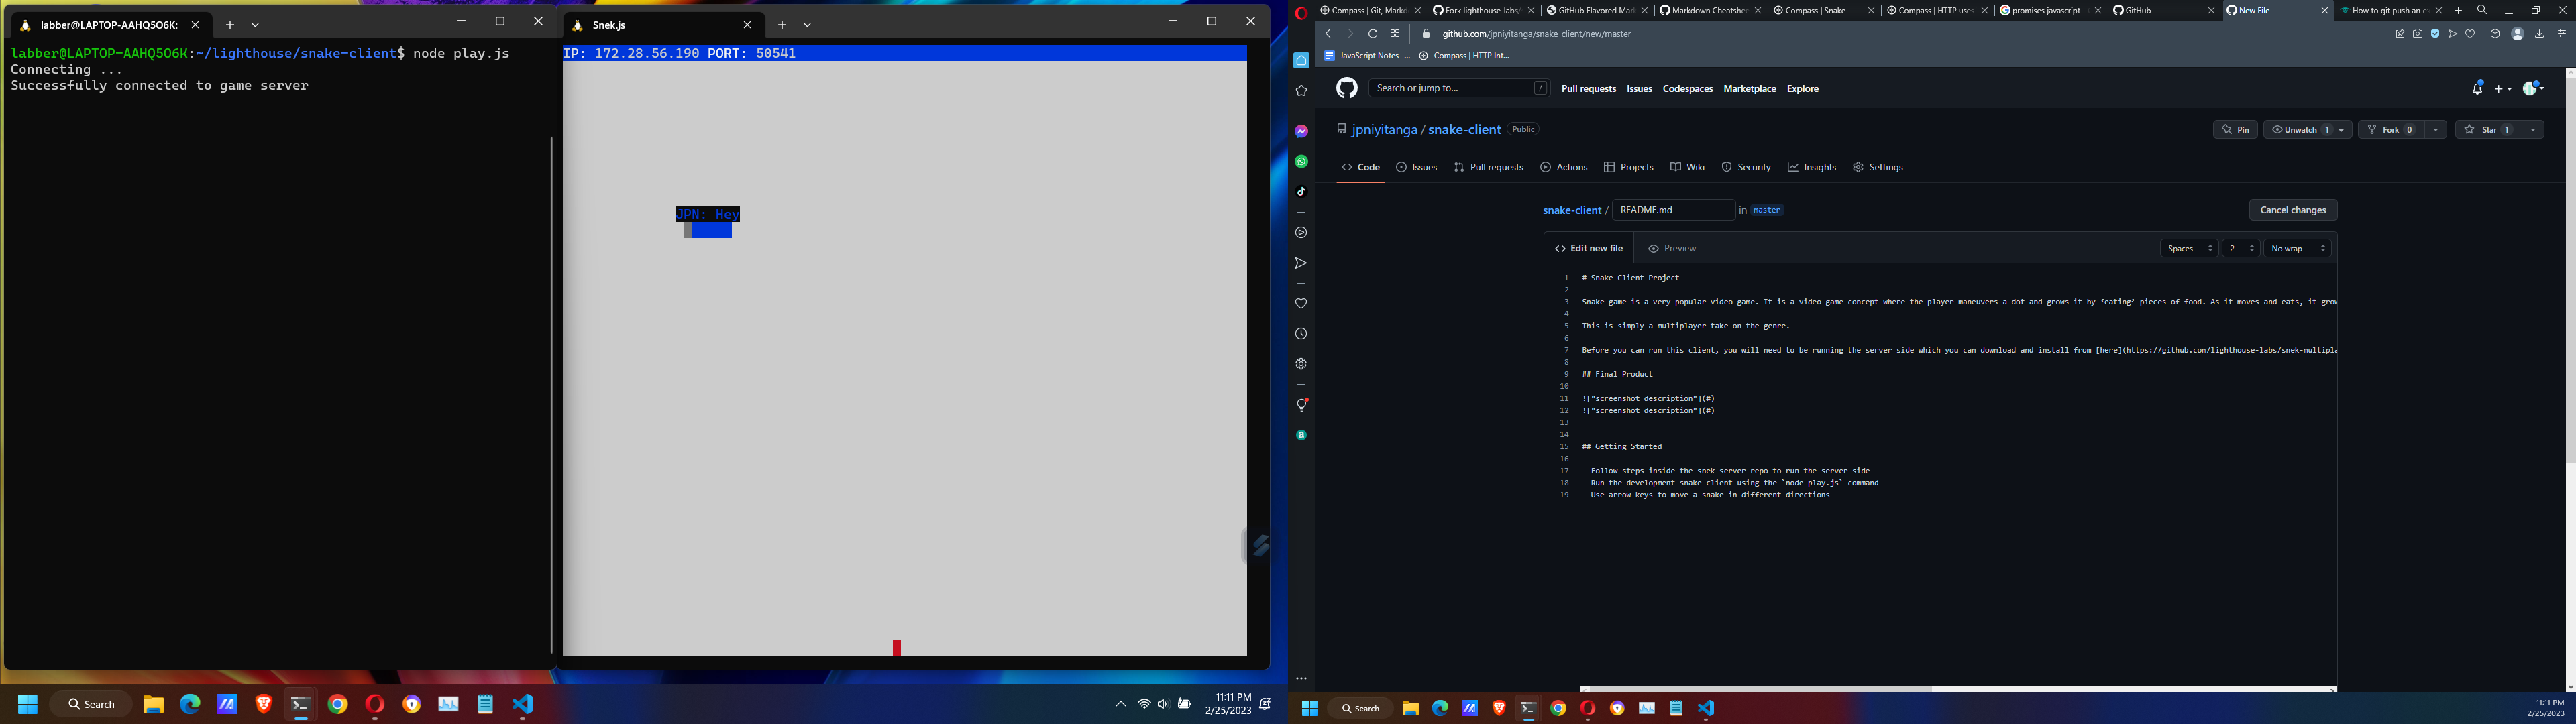 labber@LAPTOP-AAHQ5O6K:
labber@LAPTOP-AAHQ5O6K:~/lighthouse/snake-client$ node play.js
Connecting ...
Successfully connected to game server
Snek.js
IP: 172.28.56.190 PORT: 50541
JPN: Hey
Search
11:11 PM
2/25/2023
Compass | Git, Markd
Fork lighthouse-labs/
GitHub Flavored Mark
Markdown Cheatshee
Compass | Snake
Compass | HTTP uses
promises javascript -
GitHub
New File
How to git push an e
github.com/jpniyitanga/snake-client/new/master
JavaScript Notes -...
Compass | HTTP Int...
Search or jump to... /
Pull requests Issues Codespaces Marketplace Explore
jpniyitanga / snake-client Public
Pin Unwatch 1 Fork 0 Star 1
Code Issues Pull requests Actions Projects Wiki Security Insights Settings
snake-client / README.md in master Cancel changes
Edit new file Preview Spaces 2 No wrap
1 # Snake Client Project
2
3 Snake game is a very popular video game. It is a video game concept where the player maneuvers a dot and grows it by ‘eating’ pieces of food. As it moves and eats, it grow
4
5 This is simply a multiplayer take on the genre.
6
7 Before you can run this client, you will need to be running the server side which you can download and install from [here](https://github.com/lighthouse-labs/snek-multipla
8
9 ## Final Product
10
11 !["screenshot description"](#)
12 !["screenshot description"](#)
13
14
15 ## Getting Started
16
17 - Follow steps inside the snek server repo to run the server side
18 - Run the development snake client using the `node play.js` command
19 - Use arrow keys to move a snake in different directions
Search
11:11 PM
2/25/2023